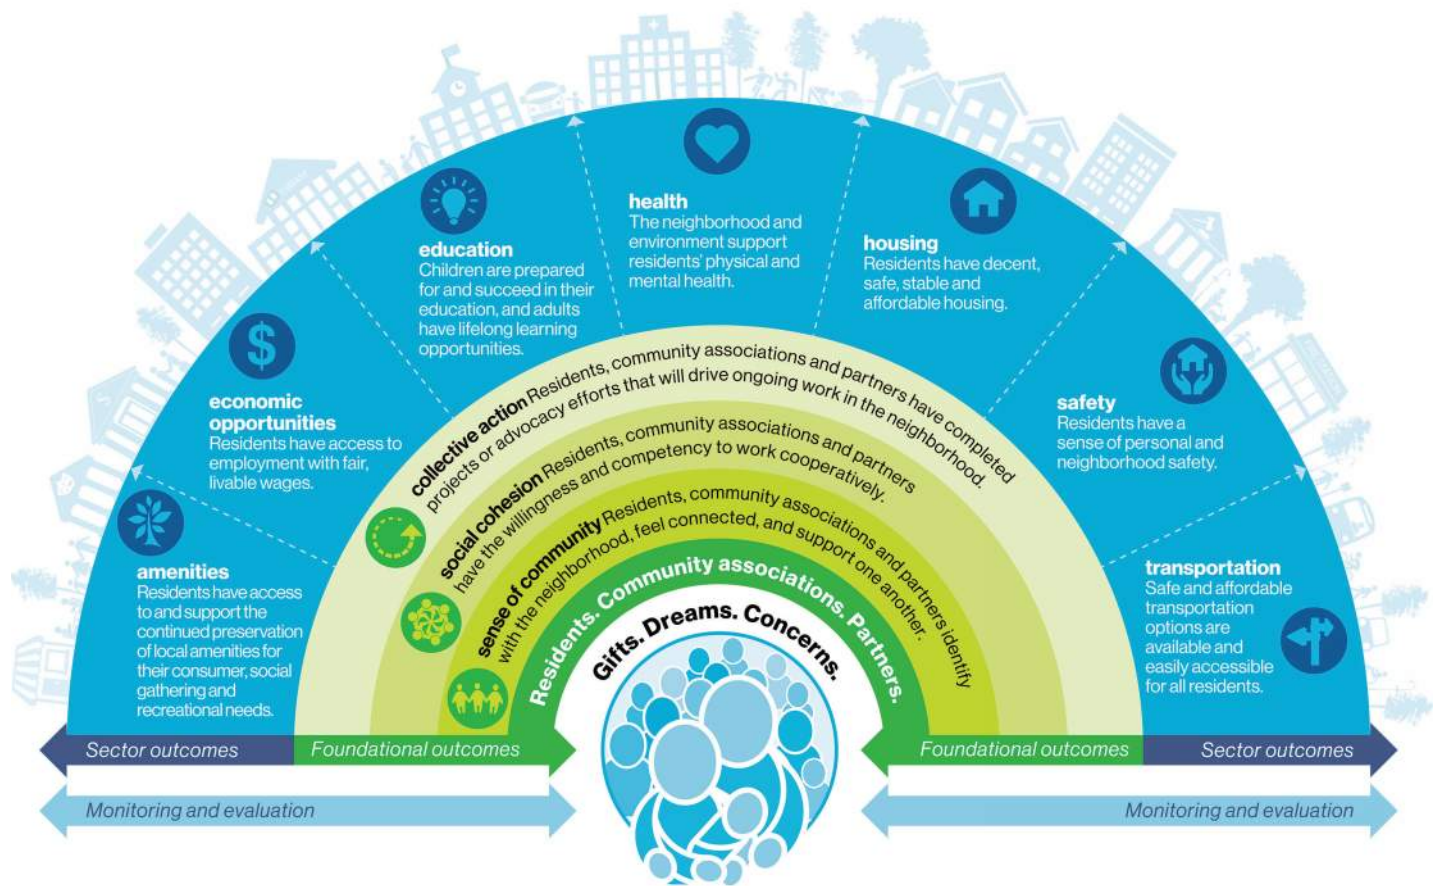 health
The neighborhood and
environment support
residents' physical and
mental health.
education
Children are prepared
for and succeed in their
education, and adults
have lifelong learning
opportunities.
housing
Residents have decent,
safe, stable and
affordable housing.
economic
opportunities
Residents have access to
employment with fair,
livable wages.
safety
Residents have a
sense of personal and
neighborhood safety.
amenities
Residents have access
to and support the
continued preservation
of local amenities for
their consumer, social
gathering and
recreational needs.
transportation
Safe and affordable
transportation
options are
available and
easily accessible
for all residents.
collective action Residents, community associations and partners have completed
projects or advocacy efforts that will drive ongoing work in the neighborhood.
social cohesion Residents, community associations and partners
have the willingness and competency to work cooperatively.
sense of community Residents, community associations and partners identify
with the neighborhood, feel connected, and support one another.
Residents. Community associations. Partners.
Gifts. Dreams. Concerns.
Sector outcomes
Foundational outcomes
Foundational outcomes
Sector outcomes
Monitoring and evaluation
Monitoring and evaluation